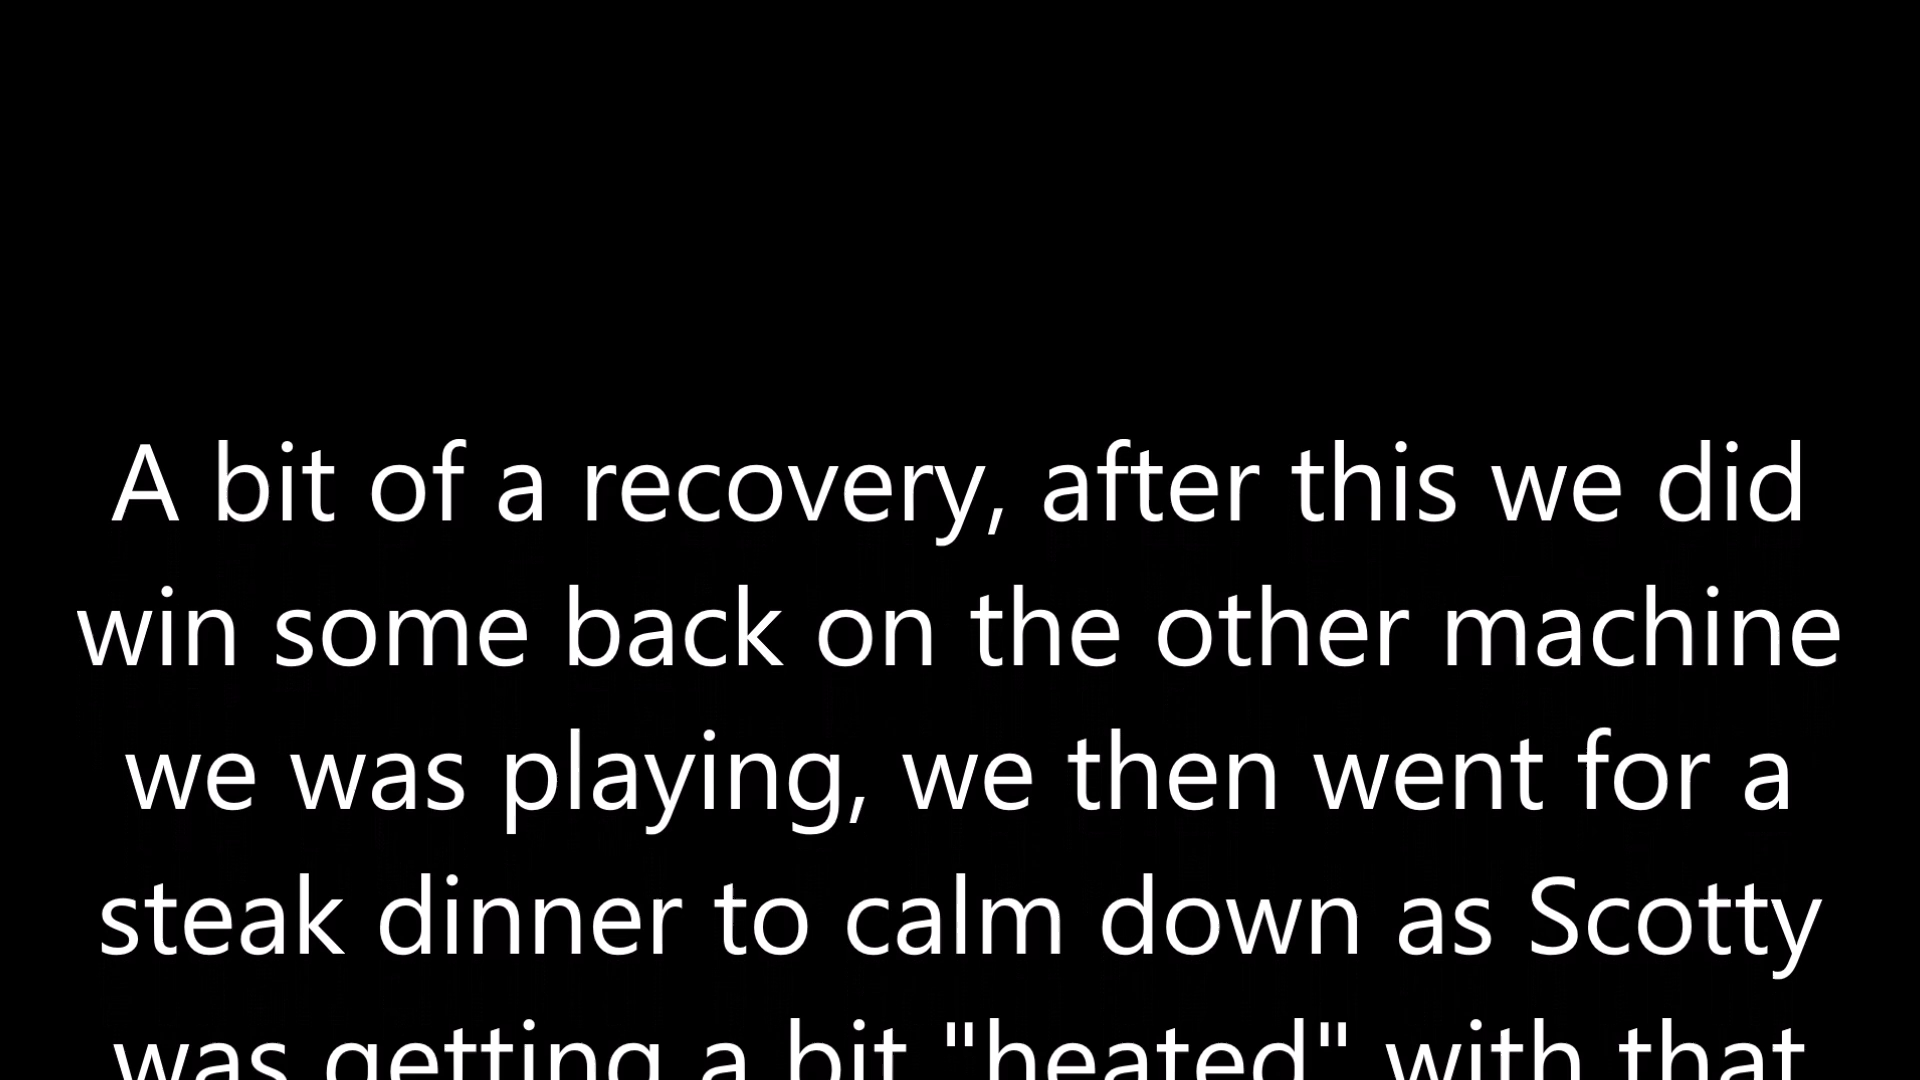 A bit of a recovery, after this we did
win some back on the other machine
we was playing, we then went for a
steak dinner to calm down as Scotty
was getting a bit "heated" with that